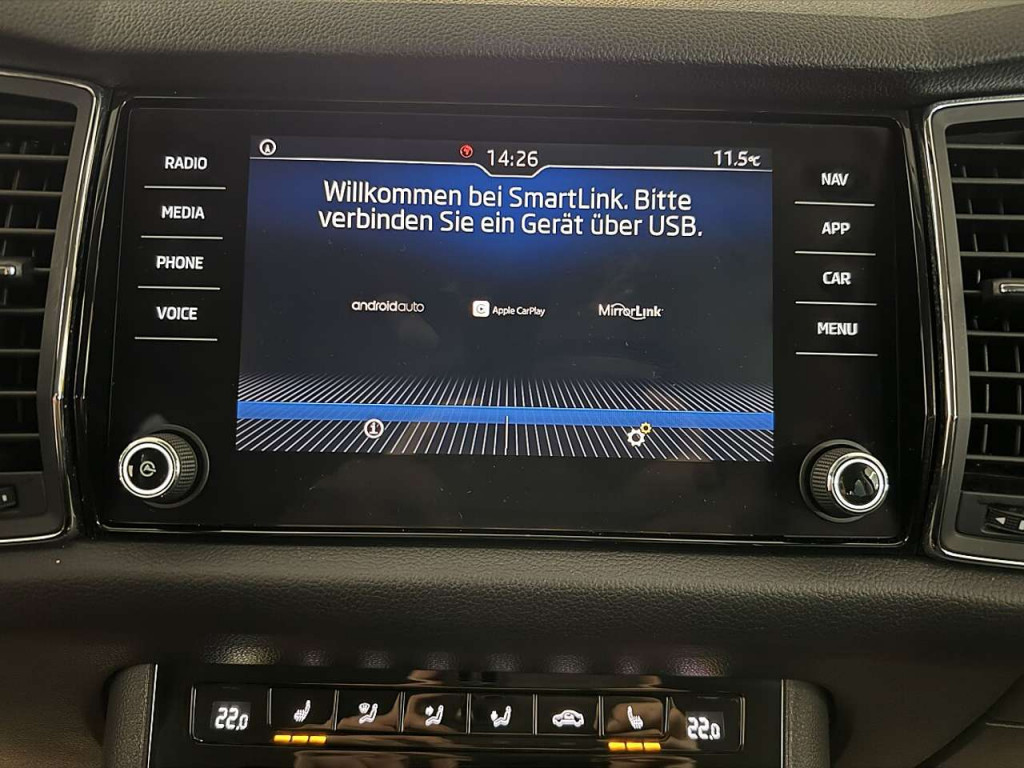 RADIO
MEDIA
PHONE
VOICE
14:26
11.5°C
Willkommen bei SmartLink. Bitte
verbinden Sie ein Gerät über USB.
androidauto
Apple CarPlay
MirrorLink
NAV
APP
CAR
MENU
22.0
22.0